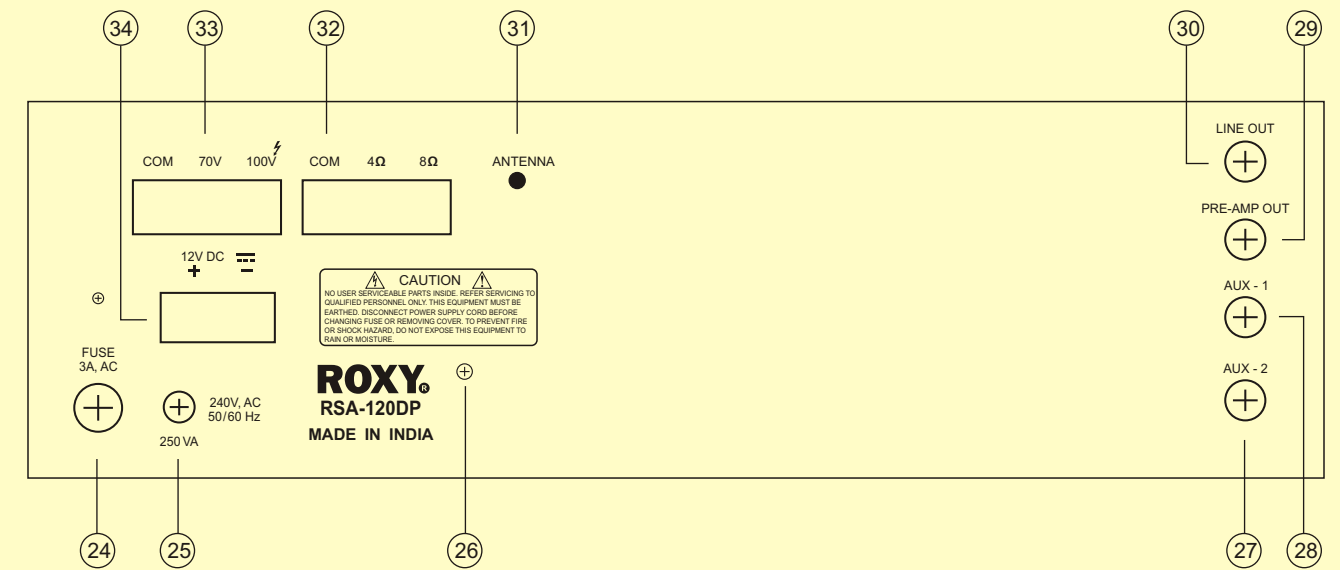 34 33 32 31 30 29
LINE OUT
COM 70V 100V COM 4Ω 8Ω ANTENNA
PRE-AMP OUT
12V DC
+ −
CAUTION
NO USER SERVICEABLE PARTS INSIDE. REFER SERVICING TO
QUALIFIED PERSONNEL ONLY. THIS EQUIPMENT MUST BE
EARTHED. DISCONNECT POWER SUPPLY CORD BEFORE
CHANGING FUSE OR REMOVING COVER. TO PREVENT FIRE
OR SHOCK HAZARD, DO NOT EXPOSE THIS EQUIPMENT TO
RAIN OR MOISTURE.
AUX - 1
FUSE
3A, AC
AUX - 2
ROXY®
RSA-120DP
MADE IN INDIA
240V, AC
50/60 Hz
250 VA
24 25 26 27 28